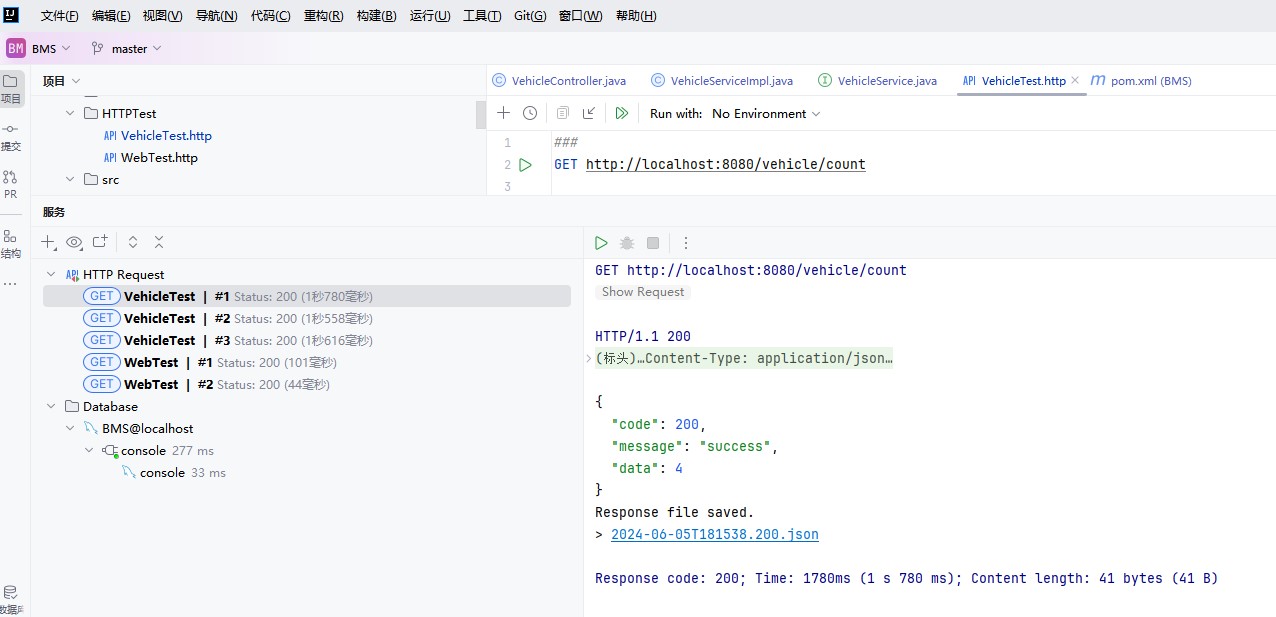 文件(F) 编辑(E) 视图(V) 导航(N) 代码(C) 重构(R) 构建(B) 运行(U) 工具(T) Git(G) 窗口(W) 帮助(H)
BM BMS master
项目
VehicleController.java VehicleServiceImpl.java VehicleService.java API VehicleTest.http pom.xml (BMS)
项目
提交
PR
结构
数据库
HTTPTest
API VehicleTest.http
API WebTest.http
src
Run with: No Environment
1 ###
2 GET http://localhost:8080/vehicle/count
3
服务
API HTTP Request
GET VehicleTest | #1 Status: 200 (1秒780毫秒)
GET VehicleTest | #2 Status: 200 (1秒558毫秒)
GET VehicleTest | #3 Status: 200 (1秒616毫秒)
GET WebTest | #1 Status: 200 (101毫秒)
GET WebTest | #2 Status: 200 (44毫秒)
Database
BMS@localhost
console 277 ms
console 33 ms
GET http://localhost:8080/vehicle/count
Show Request
HTTP/1.1 200
(标头)…Content-Type: application/json…
{
"code": 200,
"message": "success",
"data": 4
}
Response file saved.
> 2024-06-05T181538.200.json
Response code: 200; Time: 1780ms (1 s 780 ms); Content length: 41 bytes (41 B)